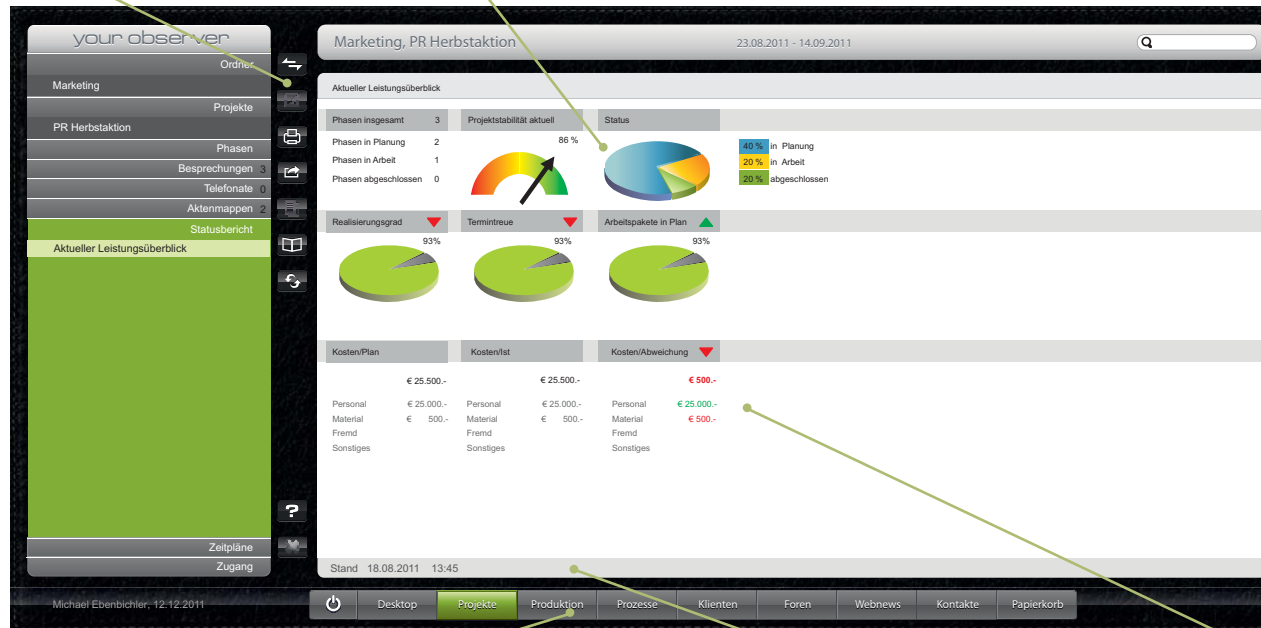 your observer
Ordner
Marketing
Projekte
PR Herbstaktion
Phasen
Besprechungen 3
Telefonate 0
Aktenmappen 2
Statusbericht
Aktueller Leistungsüberblick
Zeitpläne
Zugang
Michael Ebenbichler, 12.12.2011
?
Marketing, PR Herbstaktion 23.08.2011 - 14.09.2011
Aktueller Leistungsüberblick
Phasen insgesamt 3 Projektstabilität aktuell Status
Phasen in Planung 2
Phasen in Arbeit 1
Phasen abgeschlossen 0
86 %
40 % in Planung
20 % in Arbeit
20 % abgeschlossen
Realisierungsgrad Termintreue Arbeitspakete in Plan
93% 93% 93%
Kosten/Plan Kosten/Ist Kosten/Abweichung
€ 25.500.- € 25.500.- € 500.-
Personal € 25.000.- Personal € 25.000.- Personal € 25.000.-
Material € 500.- Material € 500.- Material € 500.-
Fremd Fremd Fremd
Sonstiges Sonstiges Sonstiges
Stand 18.08.2011 13:45
Desktop Projekte Produktion Prozesse Klienten Foren Webnews Kontakte Papierkorb